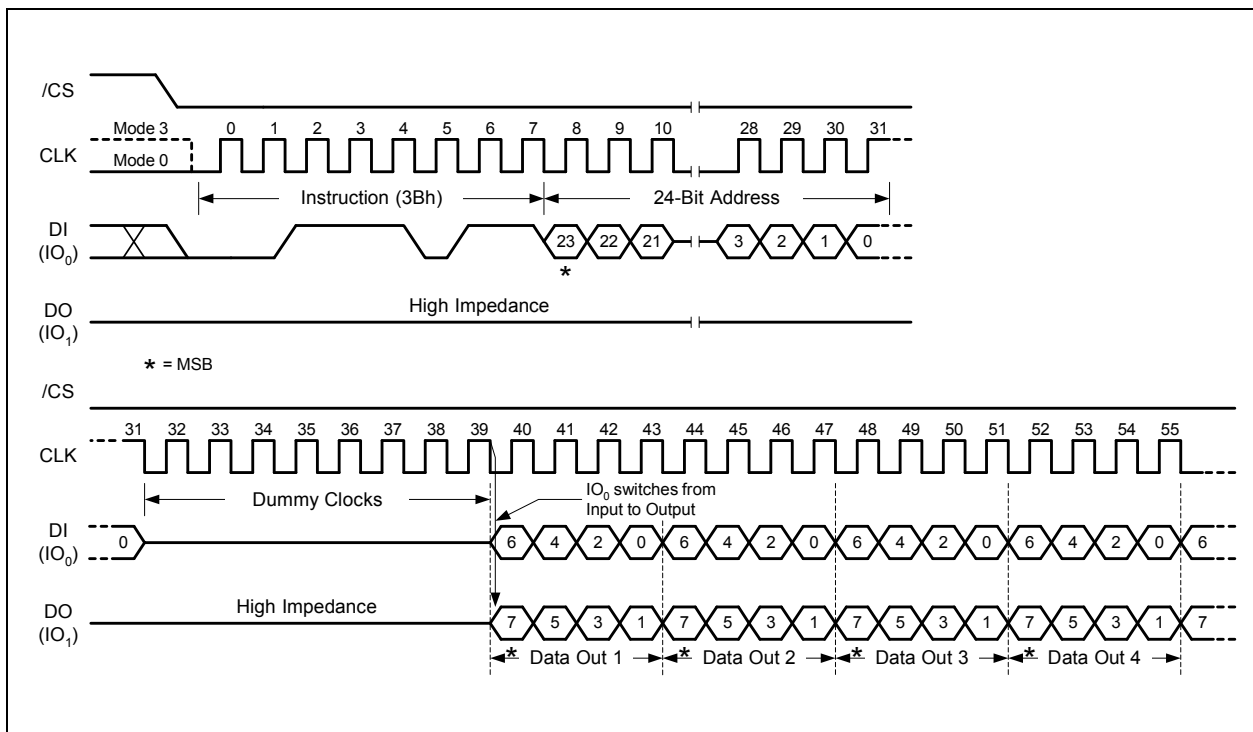 /CS
Mode 3 0 1 2 3 4 5 6 7 8 9 10 28 29 30 31
CLK Mode 0
Instruction (3Bh) 24-Bit Address
DI
(IO0) 23 22 21 3 2 1 0
*
High Impedance
DO
(IO1)
* = MSB
/CS
31 32 33 34 35 36 37 38 39 40 41 42 43 44 45 46 47 48 49 50 51 52 53 54 55
CLK
Dummy Clocks
IO0 switches from
Input to Output
DI
(IO0) 0 6 4 2 0 6 4 2 0 6 4 2 0 6 4 2 0 6
High Impedance
DO
(IO1) 7 5 3 1 7 5 3 1 7 5 3 1 7 5 3 1 7
* Data Out 1 * Data Out 2 * Data Out 3 * Data Out 4